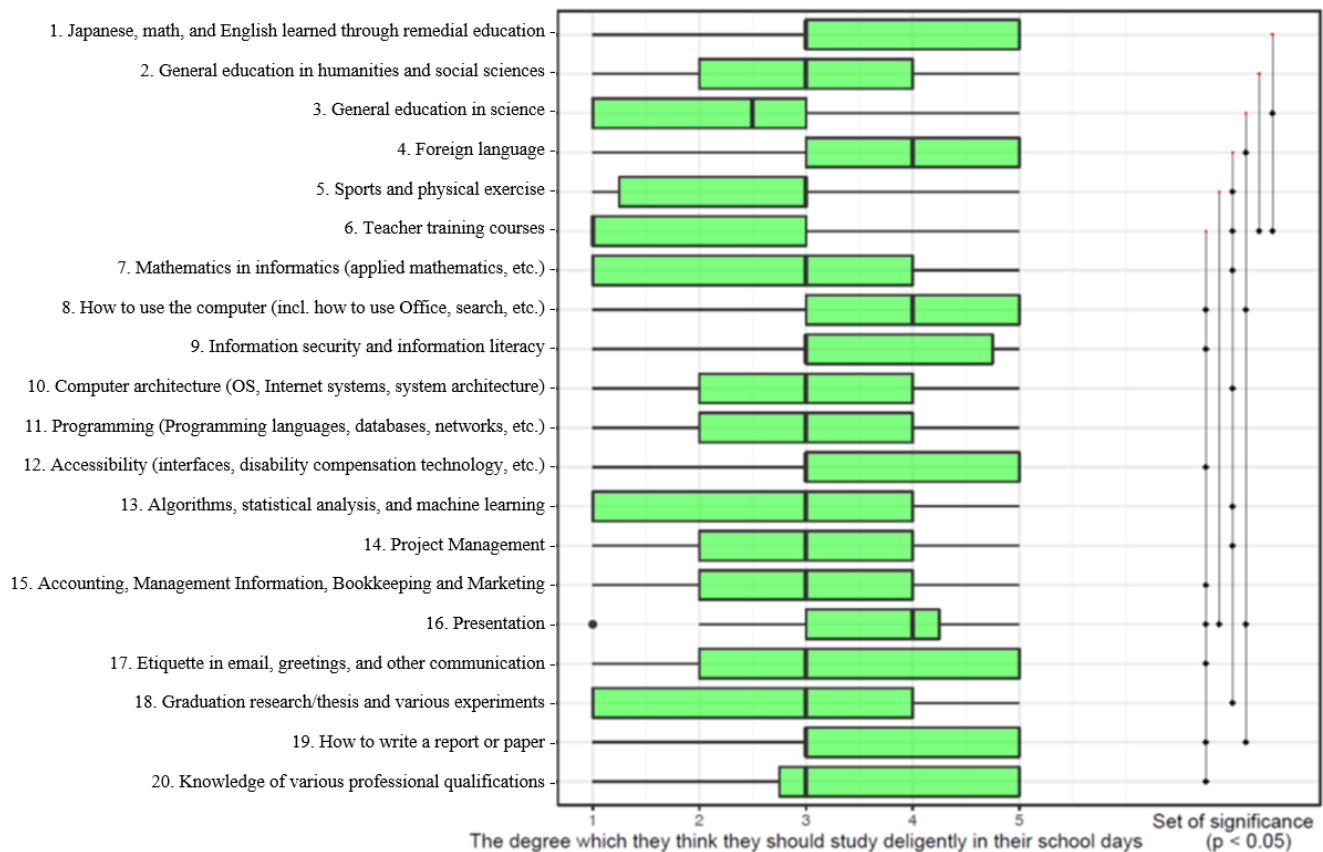 1. Japanese, math, and English learned through remedial education
2. General education in humanities and social sciences
3. General education in science
4. Foreign language
5. Sports and physical exercise
6. Teacher training courses
7. Mathematics in informatics (applied mathematics, etc.)
8. How to use the computer (incl. how to use Office, search, etc.)
9. Information security and information literacy
10. Computer architecture (OS, Internet systems, system architecture)
11. Programming (Programming languages, databases, networks, etc.)
12. Accessibility (interfaces, disability compensation technology, etc.)
13. Algorithms, statistical analysis, and machine learning
14. Project Management
15. Accounting, Management Information, Bookkeeping and Marketing
16. Presentation
17. Etiquette in email, greetings, and other communication
18. Graduation research/thesis and various experiments
19. How to write a report or paper
20. Knowledge of various professional qualifications
1 2 3 4 5
The degree which they think they should study deligently in their school days
Set of significance
(p < 0.05)